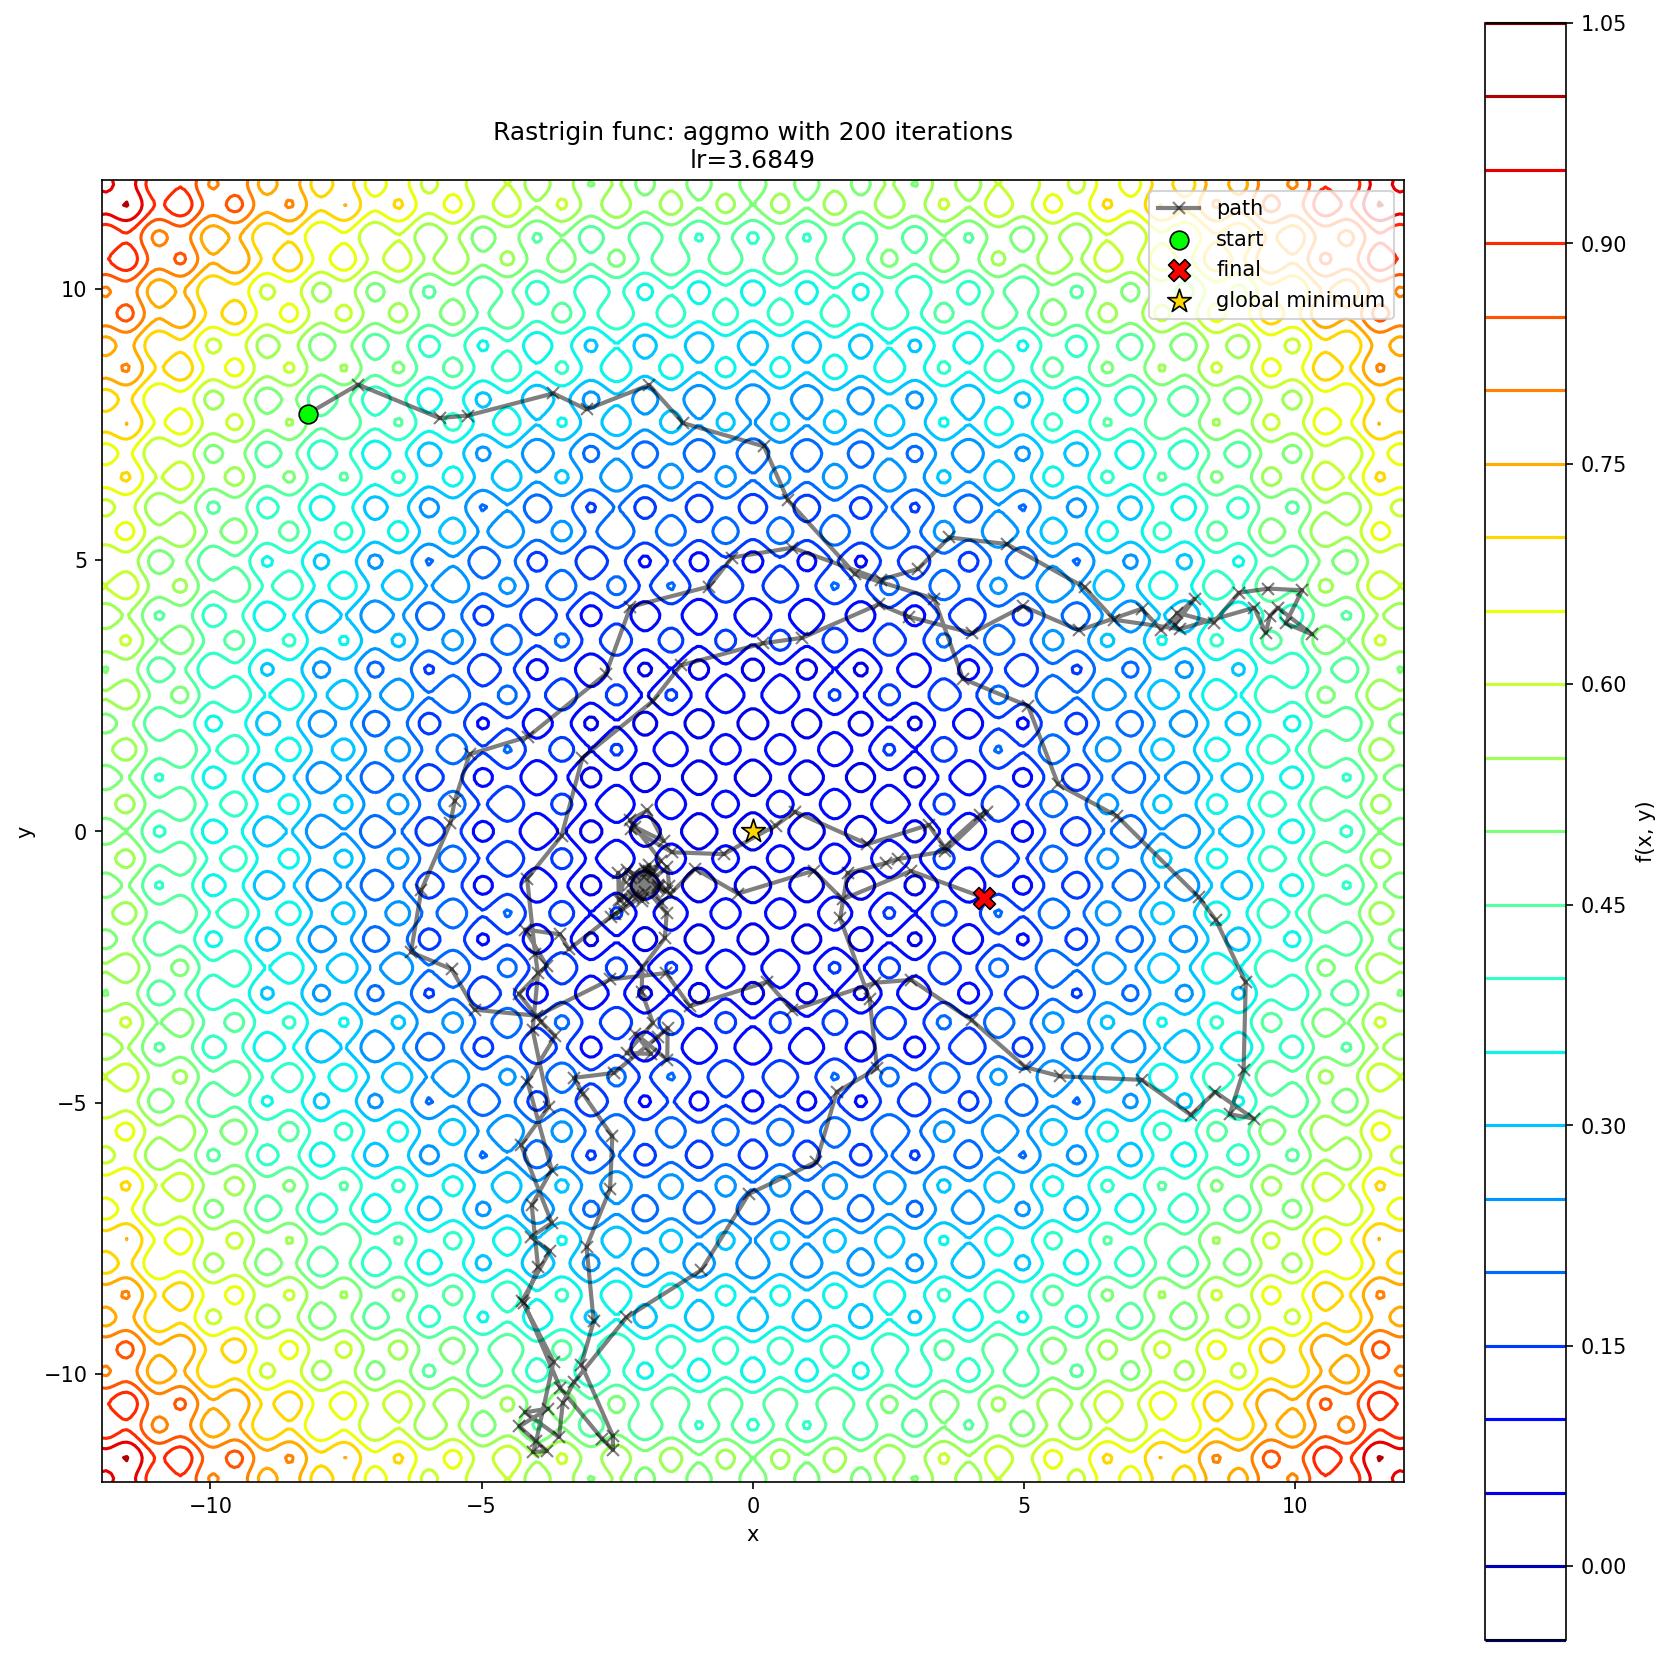 Rastrigin func: aggmo with 200 iterations
lr=3.6849
path
start
final
global minimum
10
5
0
−5
−10
y
−10
−5
0
5
10
x
1.05
0.90
0.75
0.60
0.45
0.30
0.15
0.00
f(x, y)